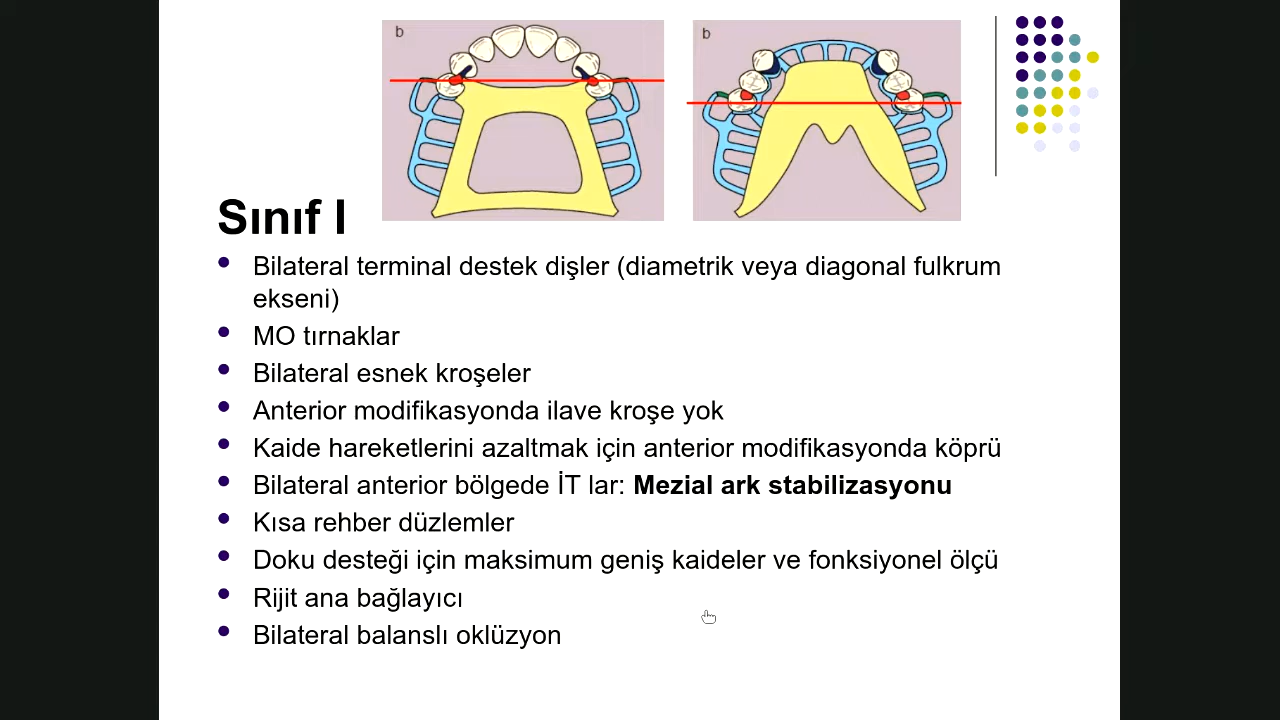 b
b
Sınıf I
Bilateral terminal destek dişler (diametrik veya diagonal fulkrum
ekseni)
MO tırnaklar
Bilateral esnek kroşeler
Anterior modifikasyonda ilave kroşe yok
Kaide hareketlerini azaltmak için anterior modifikasyonda köprü
Bilateral anterior bölgede İT lar: Mezial ark stabilizasyonu
Kısa rehber düzlemler
Doku desteği için maksimum geniş kaideler ve fonksiyonel ölçü
Rijit ana bağlayıcı
Bilateral balanslı oklüzyon